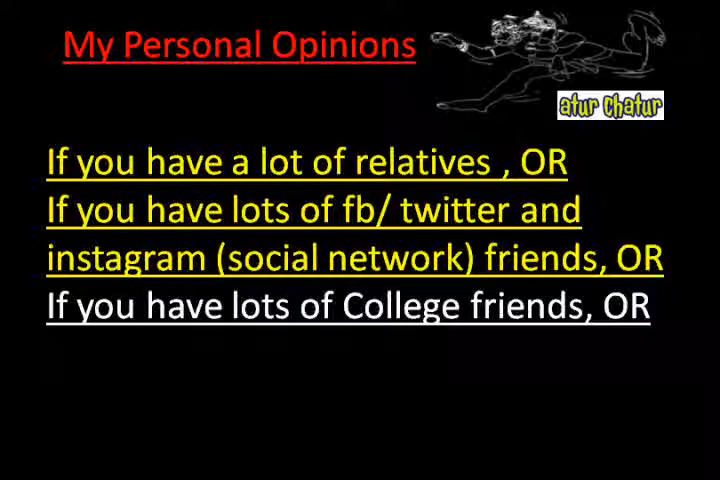 My Personal Opinions
atur chatur
If you have a lot of relatives , OR
If you have lots of fb/ twitter and
instagram (social network) friends, OR
If you have lots of College friends, OR